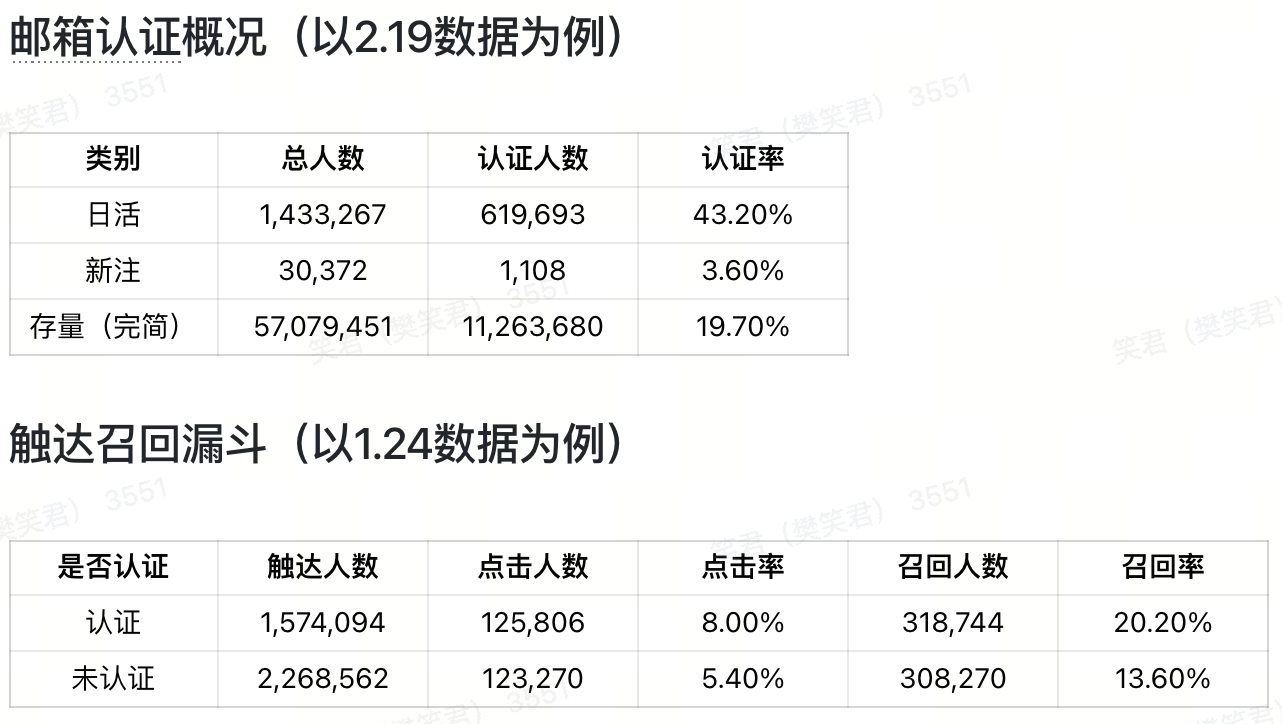 邮箱认证概况（以2.19数据为例）
类别 总人数 认证人数 认证率
日活 1,433,267 619,693 43.20%
新注 30,372 1,108 3.60%
存量（完简） 57,079,451 11,263,680 19.70%
触达召回漏斗（以1.24数据为例）
是否认证 触达人数 点击人数 点击率 召回人数 召回率
认证 1,574,094 125,806 8.00% 318,744 20.20%
未认证 2,268,562 123,270 5.40% 308,270 13.60%
笑君（樊笑君） 3551